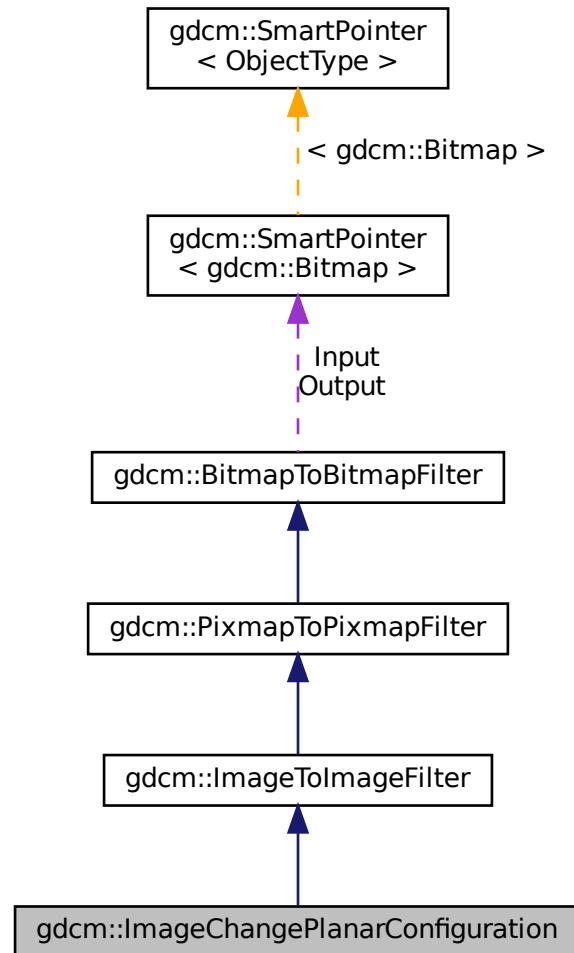 gdcm::SmartPointer
< ObjectType >
< gdcm::Bitmap >
gdcm::SmartPointer
< gdcm::Bitmap >
Input
Output
gdcm::BitmapToBitmapFilter
gdcm::PixmapToPixmapFilter
gdcm::ImageToImageFilter
gdcm::ImageChangePlanarConfiguration